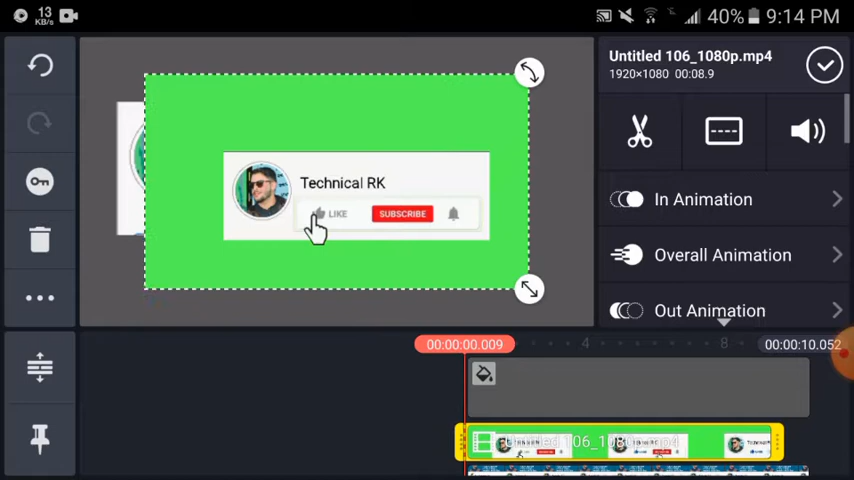 13
KB/s
40% 9:14 PM
Untitled 106_1080p.mp4
1920×1080 00:08.9
Technical RK
LIKE
SUBSCRIBE
In Animation
Overall Animation
Out Animation
00:00:00.009
4
8
00:00:10.052
Untitled 106_1080p.mp4